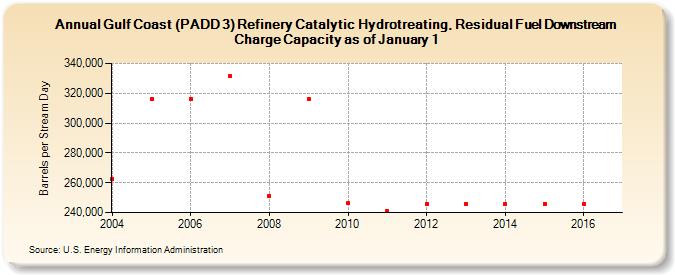 Annual Gulf Coast (PADD 3) Refinery Catalytic Hydrotreating, Residual Fuel Downstream
Charge Capacity as of January 1
Barrels per Stream Day
340,000
320,000
300,000
280,000
260,000
240,000
2004 2006 2008 2010 2012 2014 2016
Source: U.S. Energy Information Administration